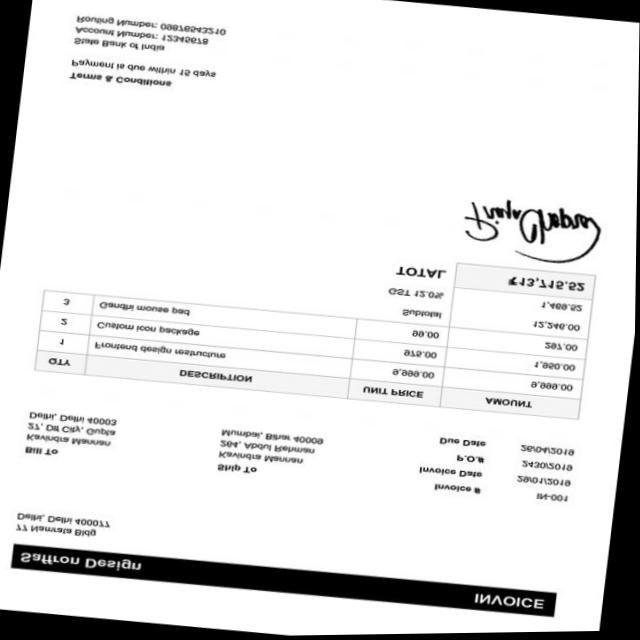 Saffron Design
INVOICE
77 Namrata Bldg
Delhi, Delhi 400077
Bill To
Kavindra Mannan
27, Dlf City, Gupta
Delhi, Delhi 40003
Ship To
Kavindra Mannan
264, Abdul Rehman
Mumbai, Bihar 40009
Invoice # IN-001
Invoice Date 29/01/2019
P.O.# 2430/2019
Due Date 26/04/2019
QTY DESCRIPTION UNIT PRICE AMOUNT
1 Frontend design restructure 9,999.00 9,999.00
2 Custom icon package 975.00 1,950.00
3 Gandhi mouse pad 99.00 297.00
Subtotal 12,246.00
GST 12.0% 1,469.52
TOTAL ₹13,715.52
Priya Chopra
Terms & Conditions
Payment is due within 15 days
State Bank of India
Account Number: 12345678
Routing Number: 09876543210